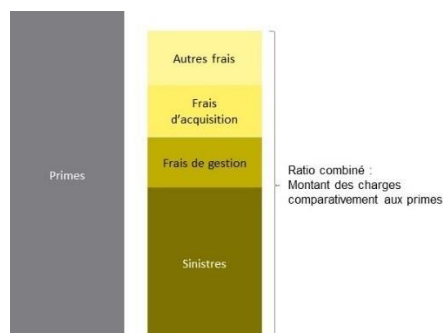 Primes
Autres frais
Frais
d'acquisition
Frais de gestion
Sinistres
Ratio combiné :
Montant des charges
comparativement aux primes